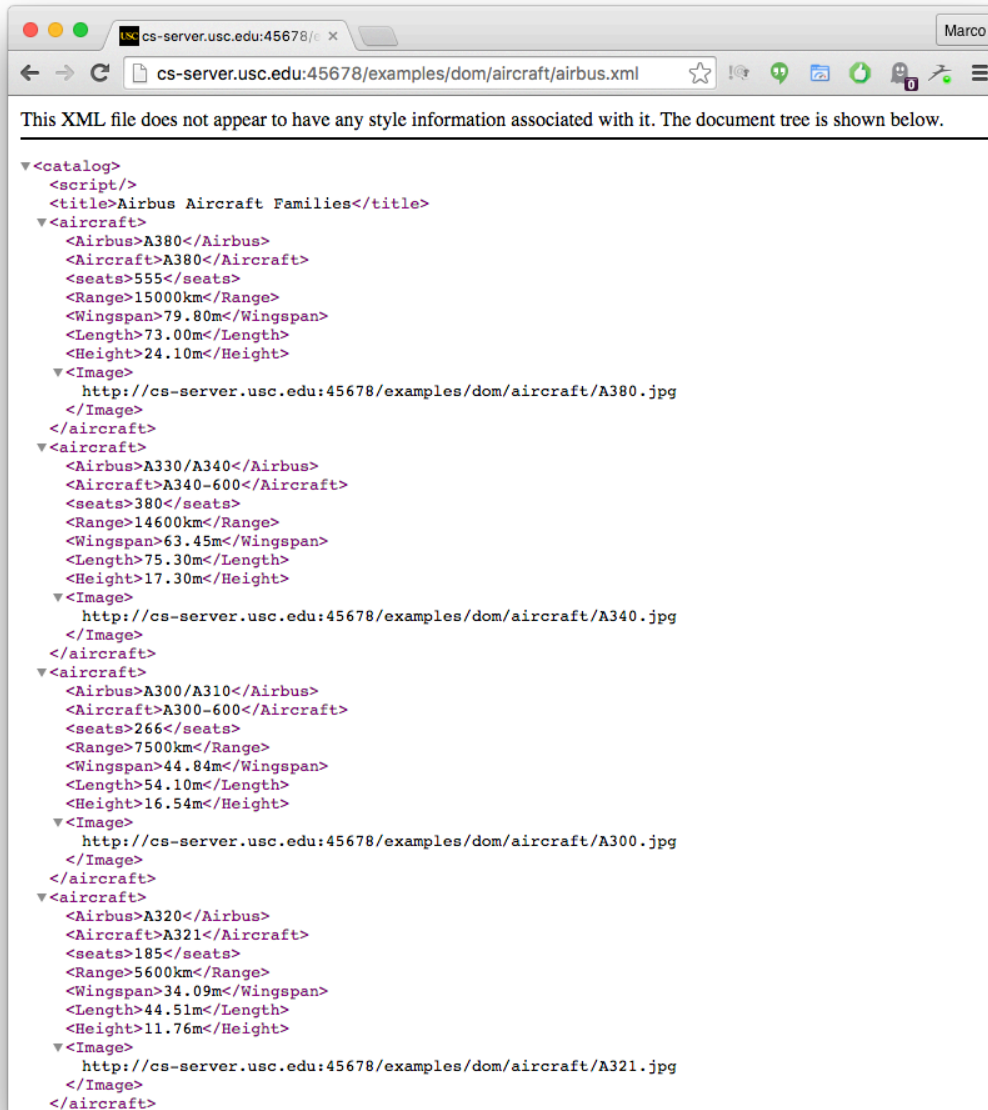 USC cs-server.usc.edu:45678/e ×
Marco
cs-server.usc.edu:45678/examples/dom/aircraft/airbus.xml
0
This XML file does not appear to have any style information associated with it. The document tree is shown below.
▼<catalog>
<script/>
<title>Airbus Aircraft Families</title>
▼<aircraft>
<Airbus>A380</Airbus>
<Aircraft>A380</Aircraft>
<seats>555</seats>
<Range>15000km</Range>
<Wingspan>79.80m</Wingspan>
<Length>73.00m</Length>
<Height>24.10m</Height>
▼<Image>
http://cs-server.usc.edu:45678/examples/dom/aircraft/A380.jpg
</Image>
</aircraft>
▼<aircraft>
<Airbus>A330/A340</Airbus>
<Aircraft>A340-600</Aircraft>
<seats>380</seats>
<Range>14600km</Range>
<Wingspan>63.45m</Wingspan>
<Length>75.30m</Length>
<Height>17.30m</Height>
▼<Image>
http://cs-server.usc.edu:45678/examples/dom/aircraft/A340.jpg
</Image>
</aircraft>
▼<aircraft>
<Airbus>A300/A310</Airbus>
<Aircraft>A300-600</Aircraft>
<seats>266</seats>
<Range>7500km</Range>
<Wingspan>44.84m</Wingspan>
<Length>54.10m</Length>
<Height>16.54m</Height>
▼<Image>
http://cs-server.usc.edu:45678/examples/dom/aircraft/A300.jpg
</Image>
</aircraft>
▼<aircraft>
<Airbus>A320</Airbus>
<Aircraft>A321</Aircraft>
<seats>185</seats>
<Range>5600km</Range>
<Wingspan>34.09m</Wingspan>
<Length>44.51m</Length>
<Height>11.76m</Height>
▼<Image>
http://cs-server.usc.edu:45678/examples/dom/aircraft/A321.jpg
</Image>
</aircraft>